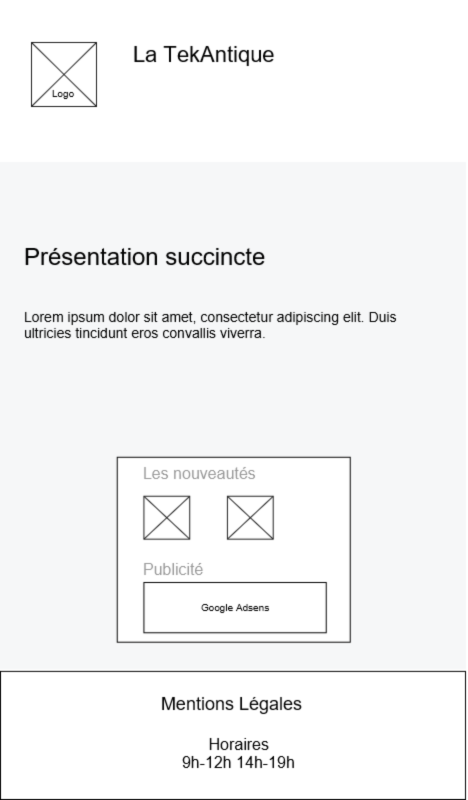 La TekAntique
Logo
Présentation succincte
Lorem ipsum dolor sit amet, consectetur adipiscing elit. Duis
ultricies tincidunt eros convallis viverra.
Les nouveautés
Publicité
Google Adsens
Mentions Légales
Horaires
9h-12h 14h-19h